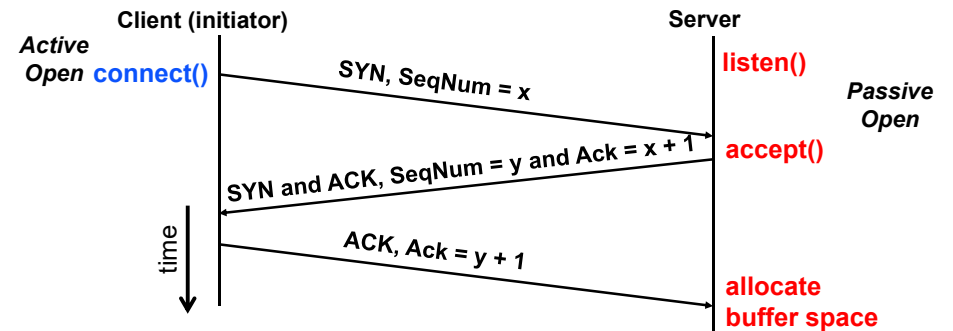 Client (initiator)
Server
Active
Open
connect()
listen()
SYN, SeqNum = x
Passive
Open
accept()
SYN and ACK, SeqNum = y and Ack = x + 1
time
ACK, Ack = y + 1
allocate
buffer space